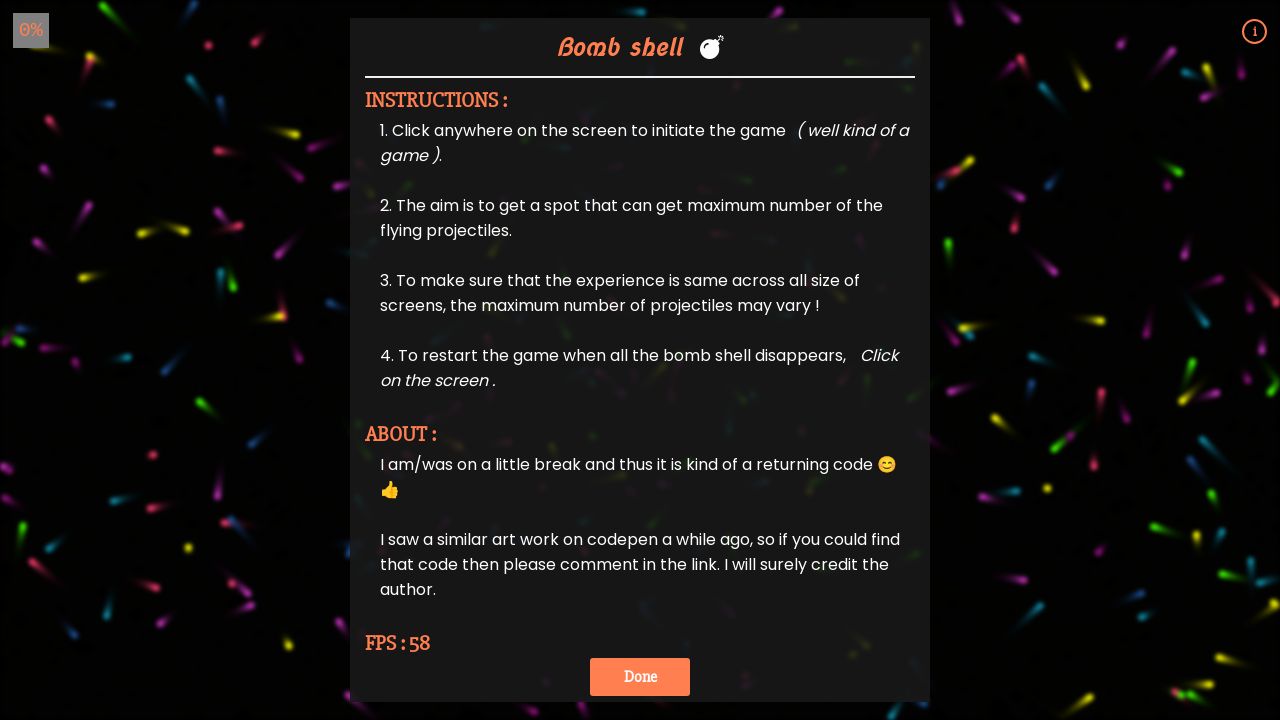 0%
Bomb shell 💣
i
INSTRUCTIONS :
1. Click anywhere on the screen to initiate the game ( well kind of a
game ).
2. The aim is to get a spot that can get maximum number of the
flying projectiles.
3. To make sure that the experience is same across all size of
screens, the maximum number of projectiles may vary !
4. To restart the game when all the bomb shell disappears, Click
on the screen .
ABOUT :
I am/was on a little break and thus it is kind of a returning code 😊
👍
I saw a similar art work on codepen a while ago, so if you could find
that code then please comment in the link. I will surely credit the
author.
FPS : 58
Done